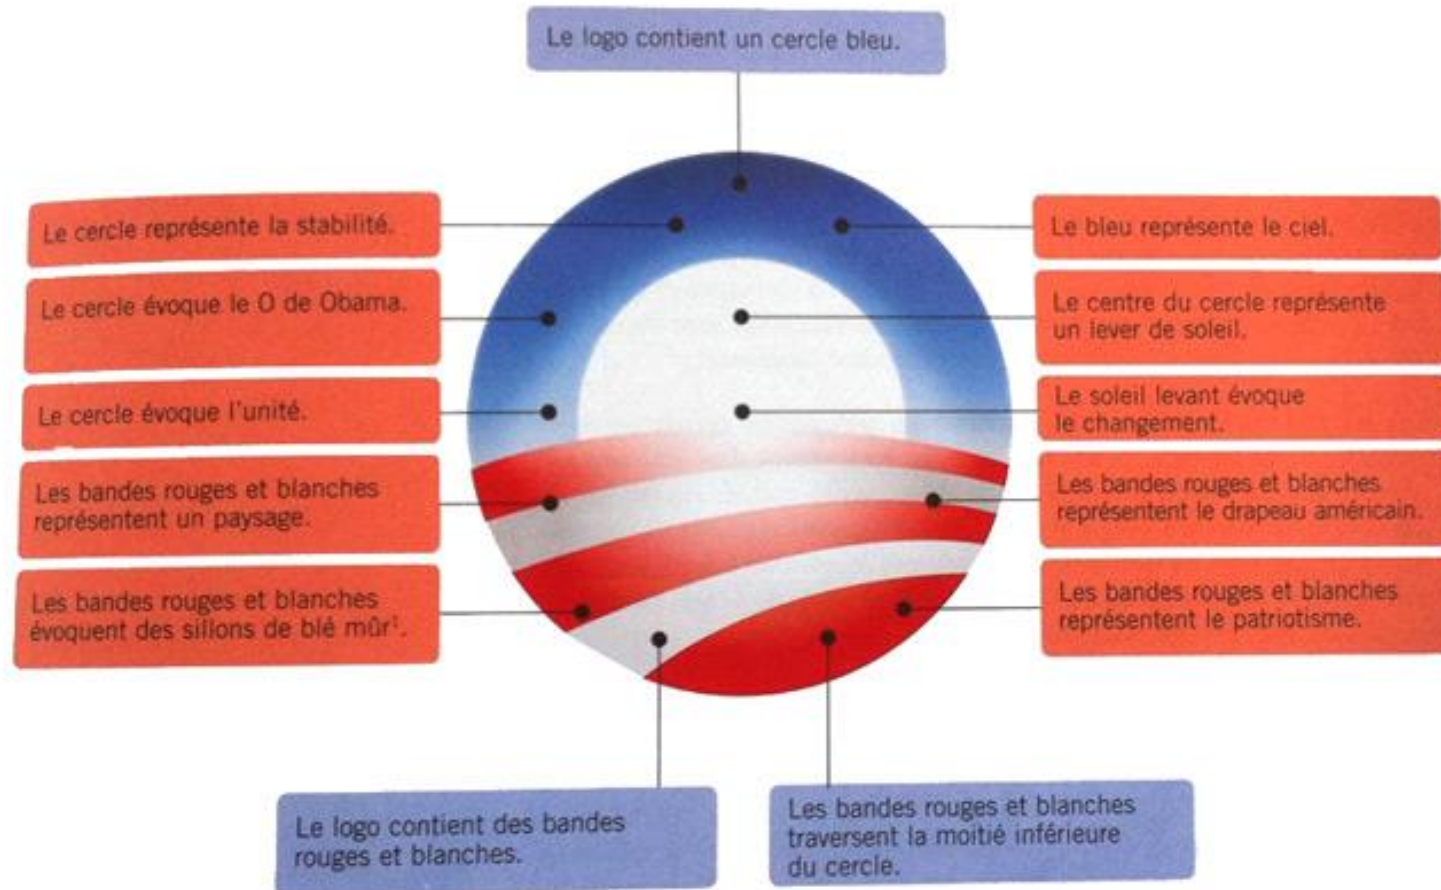 Le logo contient un cercle bleu.
Le cercle représente la stabilité.
Le cercle évoque le O de Obama.
Le cercle évoque l'unité.
Les bandes rouges et blanches
représentent un paysage.
Les bandes rouges et blanches
évoquent des sillons de blé mûr¹.
Le bleu représente le ciel.
Le centre du cercle représente
un lever de soleil.
Le soleil levant évoque
le changement.
Les bandes rouges et blanches
représentent le drapeau américain.
Les bandes rouges et blanches
représentent le patriotisme.
Le logo contient des bandes
rouges et blanches.
Les bandes rouges et blanches
traversent la moitié inférieure
du cercle.